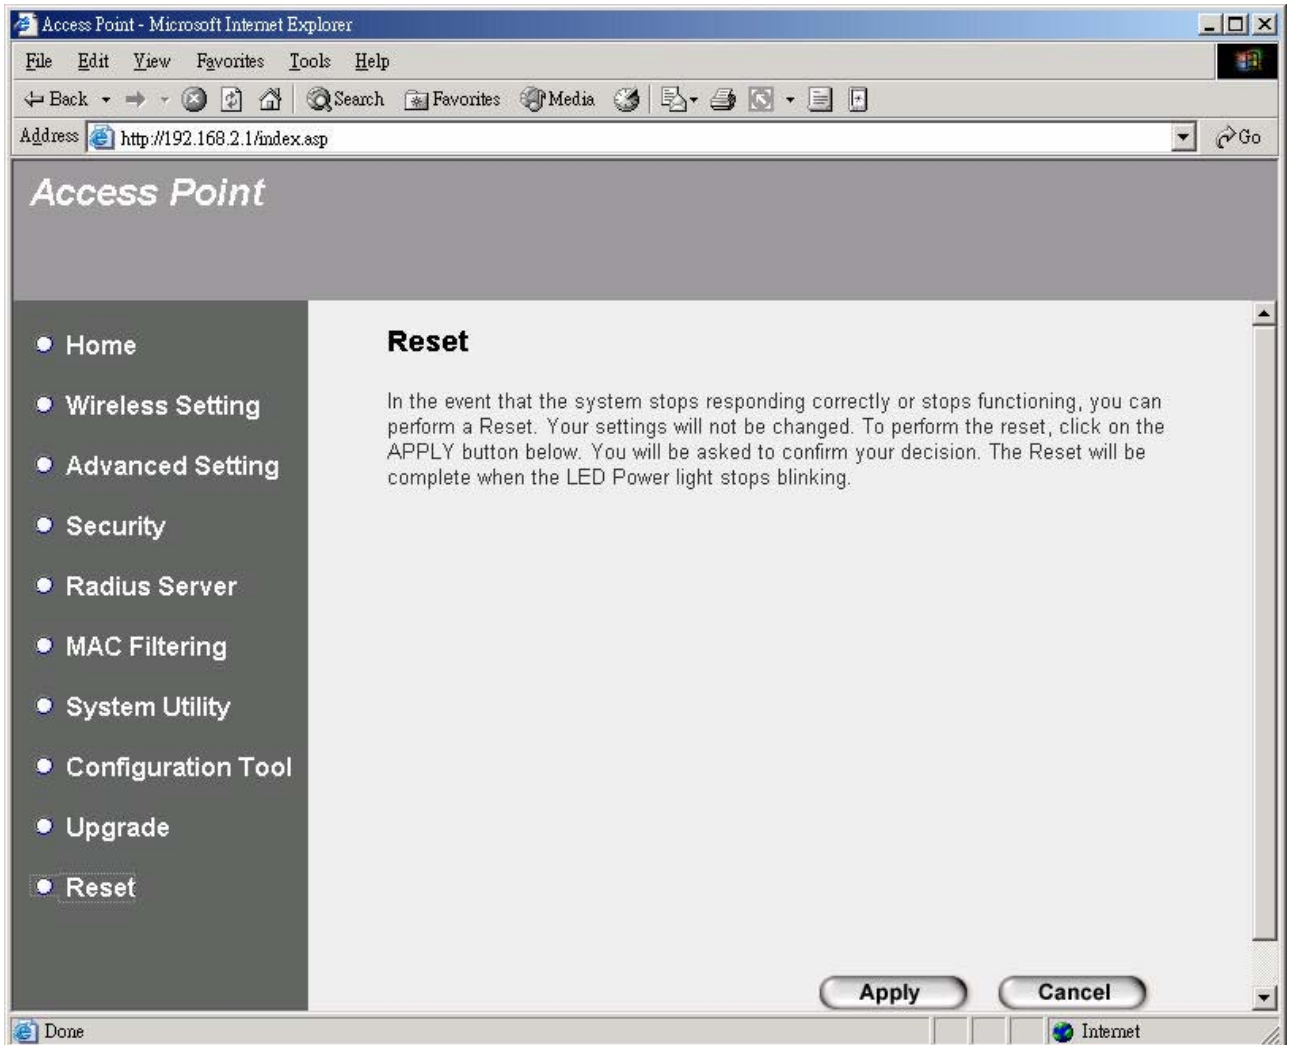 Access Point - Microsoft Internet Explorer
File Edit View Favorites Tools Help
Back Search Favorites Media
Address http://192.168.2.1/index.asp Go
Access Point
Home
Wireless Setting
Advanced Setting
Security
Radius Server
MAC Filtering
System Utility
Configuration Tool
Upgrade
Reset
Reset
In the event that the system stops responding correctly or stops functioning, you can
perform a Reset. Your settings will not be changed. To perform the reset, click on the
APPLY button below. You will be asked to confirm your decision. The Reset will be
complete when the LED Power light stops blinking.
Apply Cancel
Done Internet